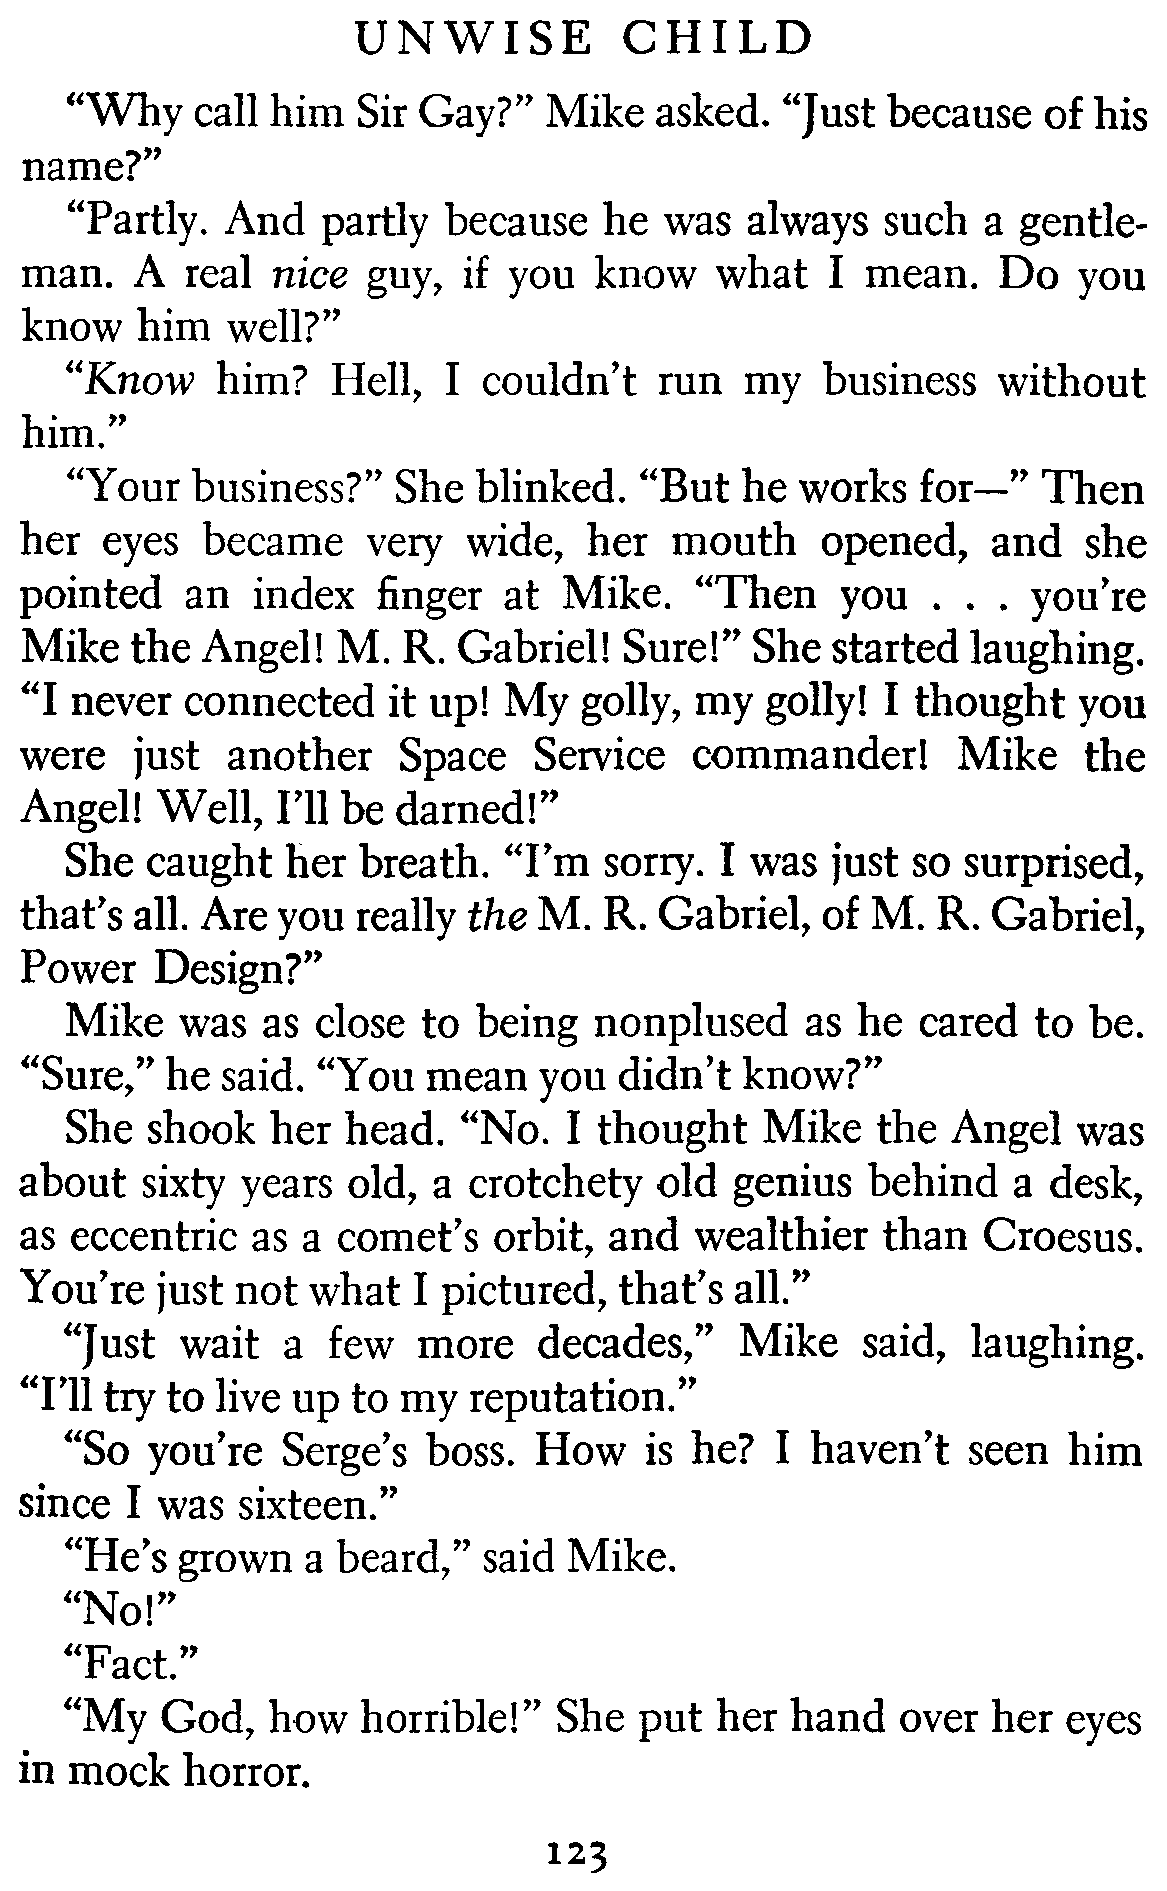 UNWISE CHILD
“Why call him Sir Gay?” Mike asked. “Just because of his
name?”
“Partly. And partly because he was always such a gentle-
man. A real nice guy, if you know what I mean. Do you
know him well?”
“Know him? Hell, I couldn’t run my business without
him.”
“Your business?” She blinked. “But he works for—” Then
her eyes became very wide, her mouth opened, and she
pointed an index finger at Mike. “Then you . . . you’re
Mike the Angel! M. R. Gabriel! Sure!” She started laughing.
“I never connected it up! My golly, my golly! I thought you
were just another Space Service commander! Mike the
Angel! Well, I’ll be darned!”
She caught her breath. “I’m sorry. I was just so surprised,
that’s all. Are you really the M. R. Gabriel, of M. R. Gabriel,
Power Design?”
Mike was as close to being nonplused as he cared to be.
“Sure,” he said. “You mean you didn’t know?”
She shook her head. “No. I thought Mike the Angel was
about sixty years old, a crotchety old genius behind a desk,
as eccentric as a comet’s orbit, and wealthier than Croesus.
You’re just not what I pictured, that’s all.”
“Just wait a few more decades,” Mike said, laughing.
“I’ll try to live up to my reputation.”
“So you’re Serge’s boss. How is he? I haven’t seen him
since I was sixteen.”
“He’s grown a beard,” said Mike.
“No!”
“Fact.”
“My God, how horrible!” She put her hand over her eyes
in mock horror.
123